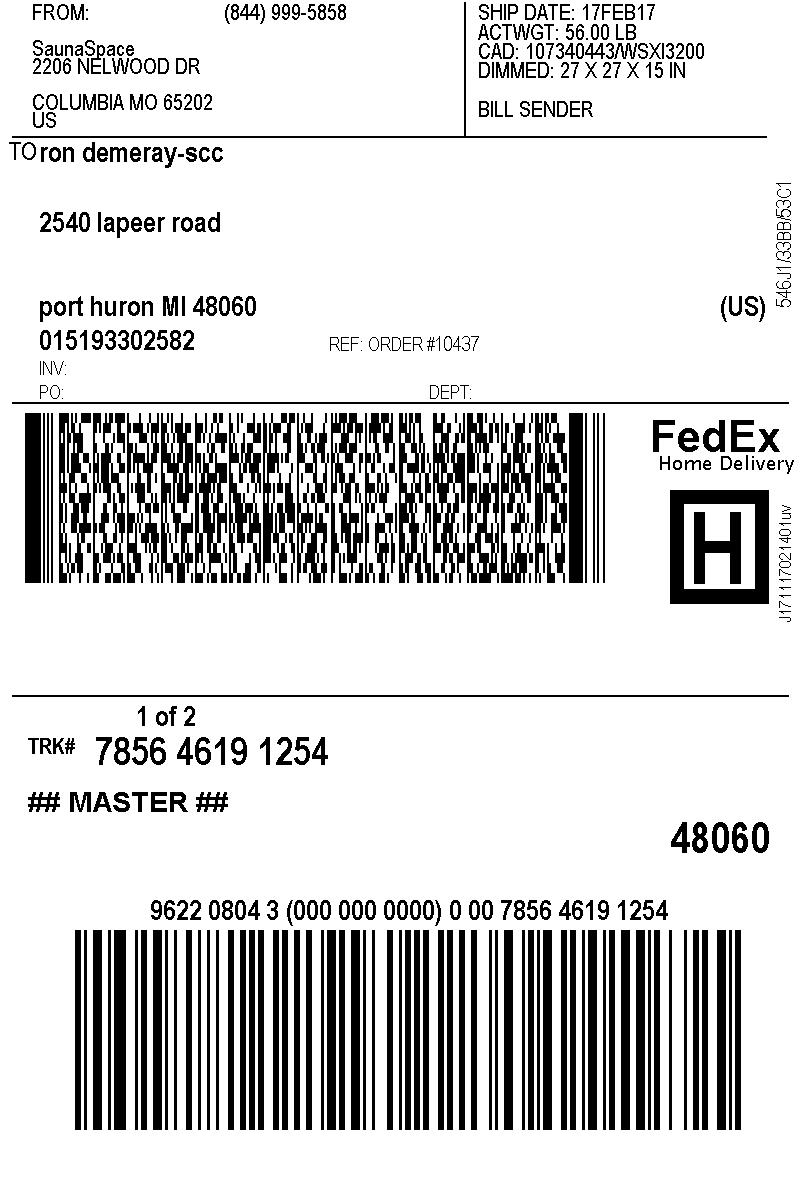 FROM: (844) 999-5858
SaunaSpace
2206 NELWOOD DR
COLUMBIA MO 65202
US
SHIP DATE: 17FEB17
ACTWGT: 56.00 LB
CAD: 107340443/WSXI3200
DIMMED: 27 X 27 X 15 IN
BILL SENDER
TO ron demeray-scc
2540 lapeer road
port huron MI 48060 (US)
015193302582 REF: ORDER #10437
INV:
PO: DEPT:
546J1/33BB/53C1
FedEx
Home Delivery
H
J171117021401uv
1 of 2
TRK# 7856 4619 1254
## MASTER ##
48060
9622 0804 3 (000 000 0000) 0 00 7856 4619 1254